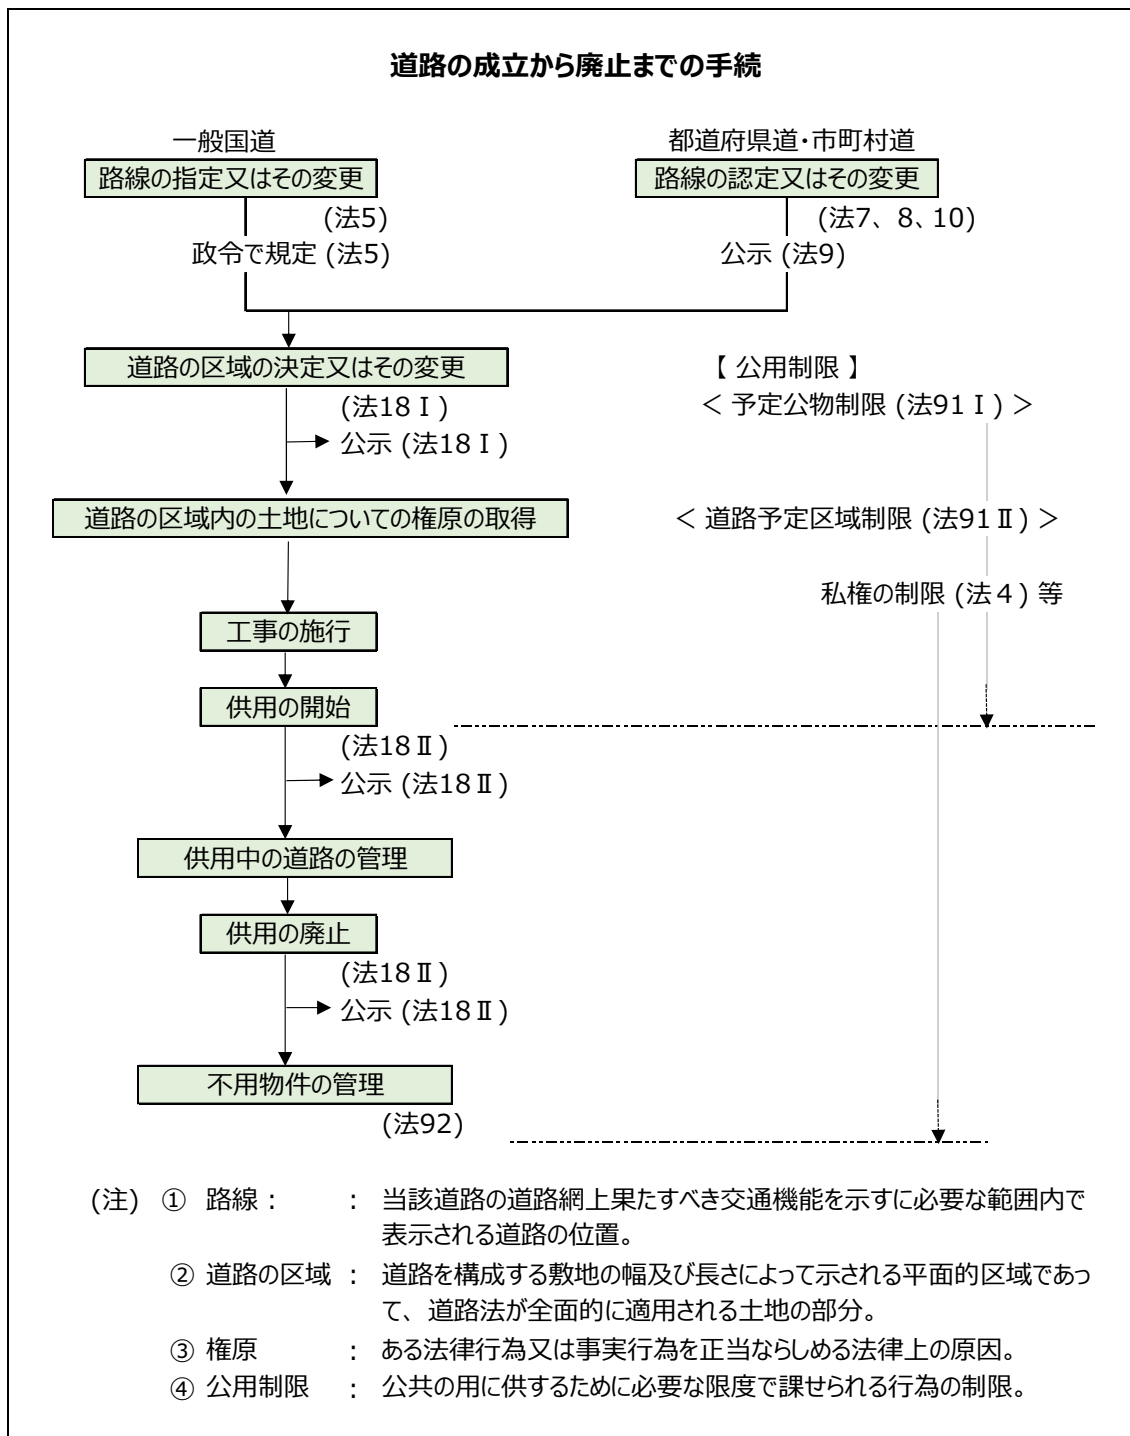 道路の成立から廃止までの手続
一般国道
路線の指定又はその変更
(法5)
政令で規定 (法5)
都道府県道・市町村道
路線の認定又はその変更
(法7、8、10)
公示 (法9)
道路の区域の決定又はその変更
(法18Ⅰ)
公示 (法18Ⅰ)
【 公用制限 】
＜ 予定公物制限 (法91Ⅰ) ＞
道路の区域内の土地についての権原の取得
＜ 道路予定区域制限 (法91Ⅱ) ＞
私権の制限 (法４) 等
工事の施行
供用の開始
(法18Ⅱ)
公示 (法18Ⅱ)
供用中の道路の管理
供用の廃止
(法18Ⅱ)
公示 (法18Ⅱ)
不用物件の管理
(法92)
(注) ① 路線： ： 当該道路の道路網上果たすべき交通機能を示すに必要な範囲内で
表示される道路の位置。
② 道路の区域 ： 道路を構成する敷地の幅及び長さによって示される平面的区域であっ
て、道路法が全面的に適用される土地の部分。
③ 権原 ： ある法律行為又は事実行為を正当ならしめる法律上の原因。
④ 公用制限 ： 公共の用に供するために必要な限度で課せられる行為の制限。